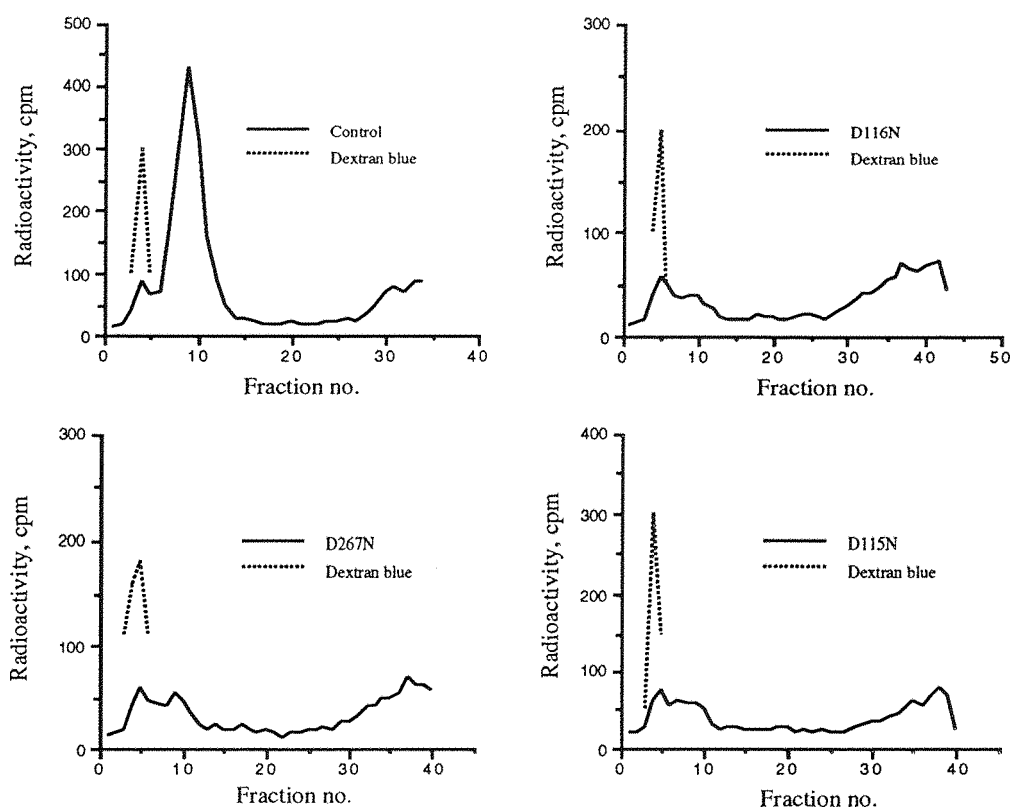 500
400
300
200
100
0
Radioactivity, cpm
Control
Dextran blue
0 10 20 30 40
Fraction no.
300
200
100
0
Radioactivity, cpm
D116N
Dextran blue
0 10 20 30 40 50
Fraction no.
300
200
100
0
Radioactivity, cpm
D267N
Dextran blue
0 10 20 30 40
Fraction no.
400
300
200
100
0
Radioactivity, cpm
D115N
Dextran blue
0 10 20 30 40
Fraction no.